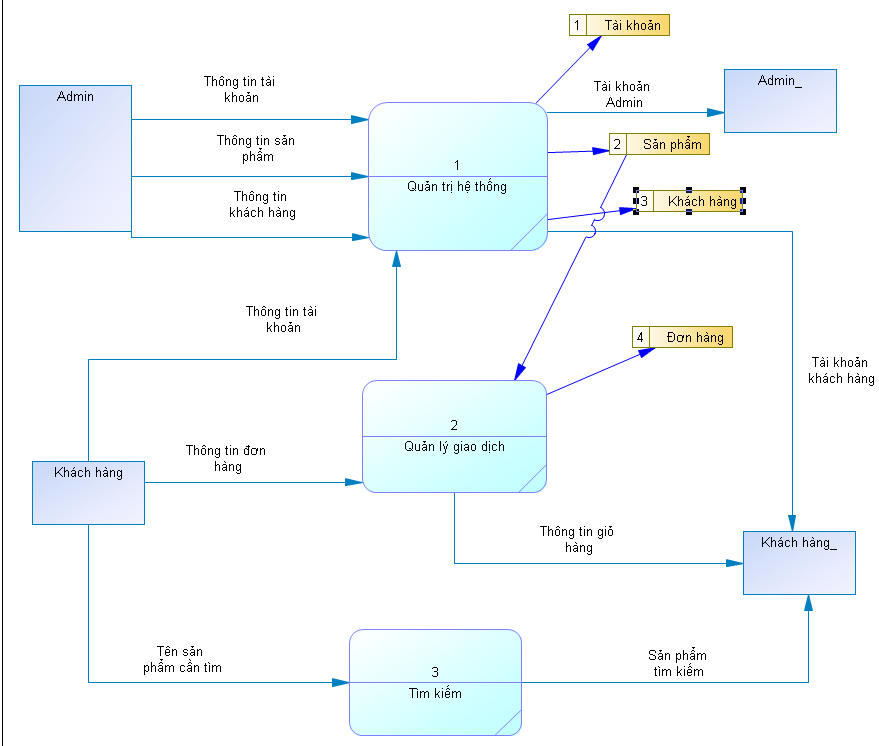 1 Tài khoản
Thông tin tài
khoản
Tài khoản
Admin
Admin_
Admin
Thông tin sản
phẩm
2 Sản phẩm
1
Quản trị hệ thống
Thông tin
khách hàng
3 Khách hàng
Thông tin tài
khoản
4 Đơn hàng
Tài khoản
khách hàng
2
Quản lý giao dịch
Thông tin đơn
hàng
Khách hàng
Thông tin giỏ
hàng
Khách hàng_
Tên sản
phẩm cần tìm
3
Tìm kiếm
Sản phẩm
tìm kiếm